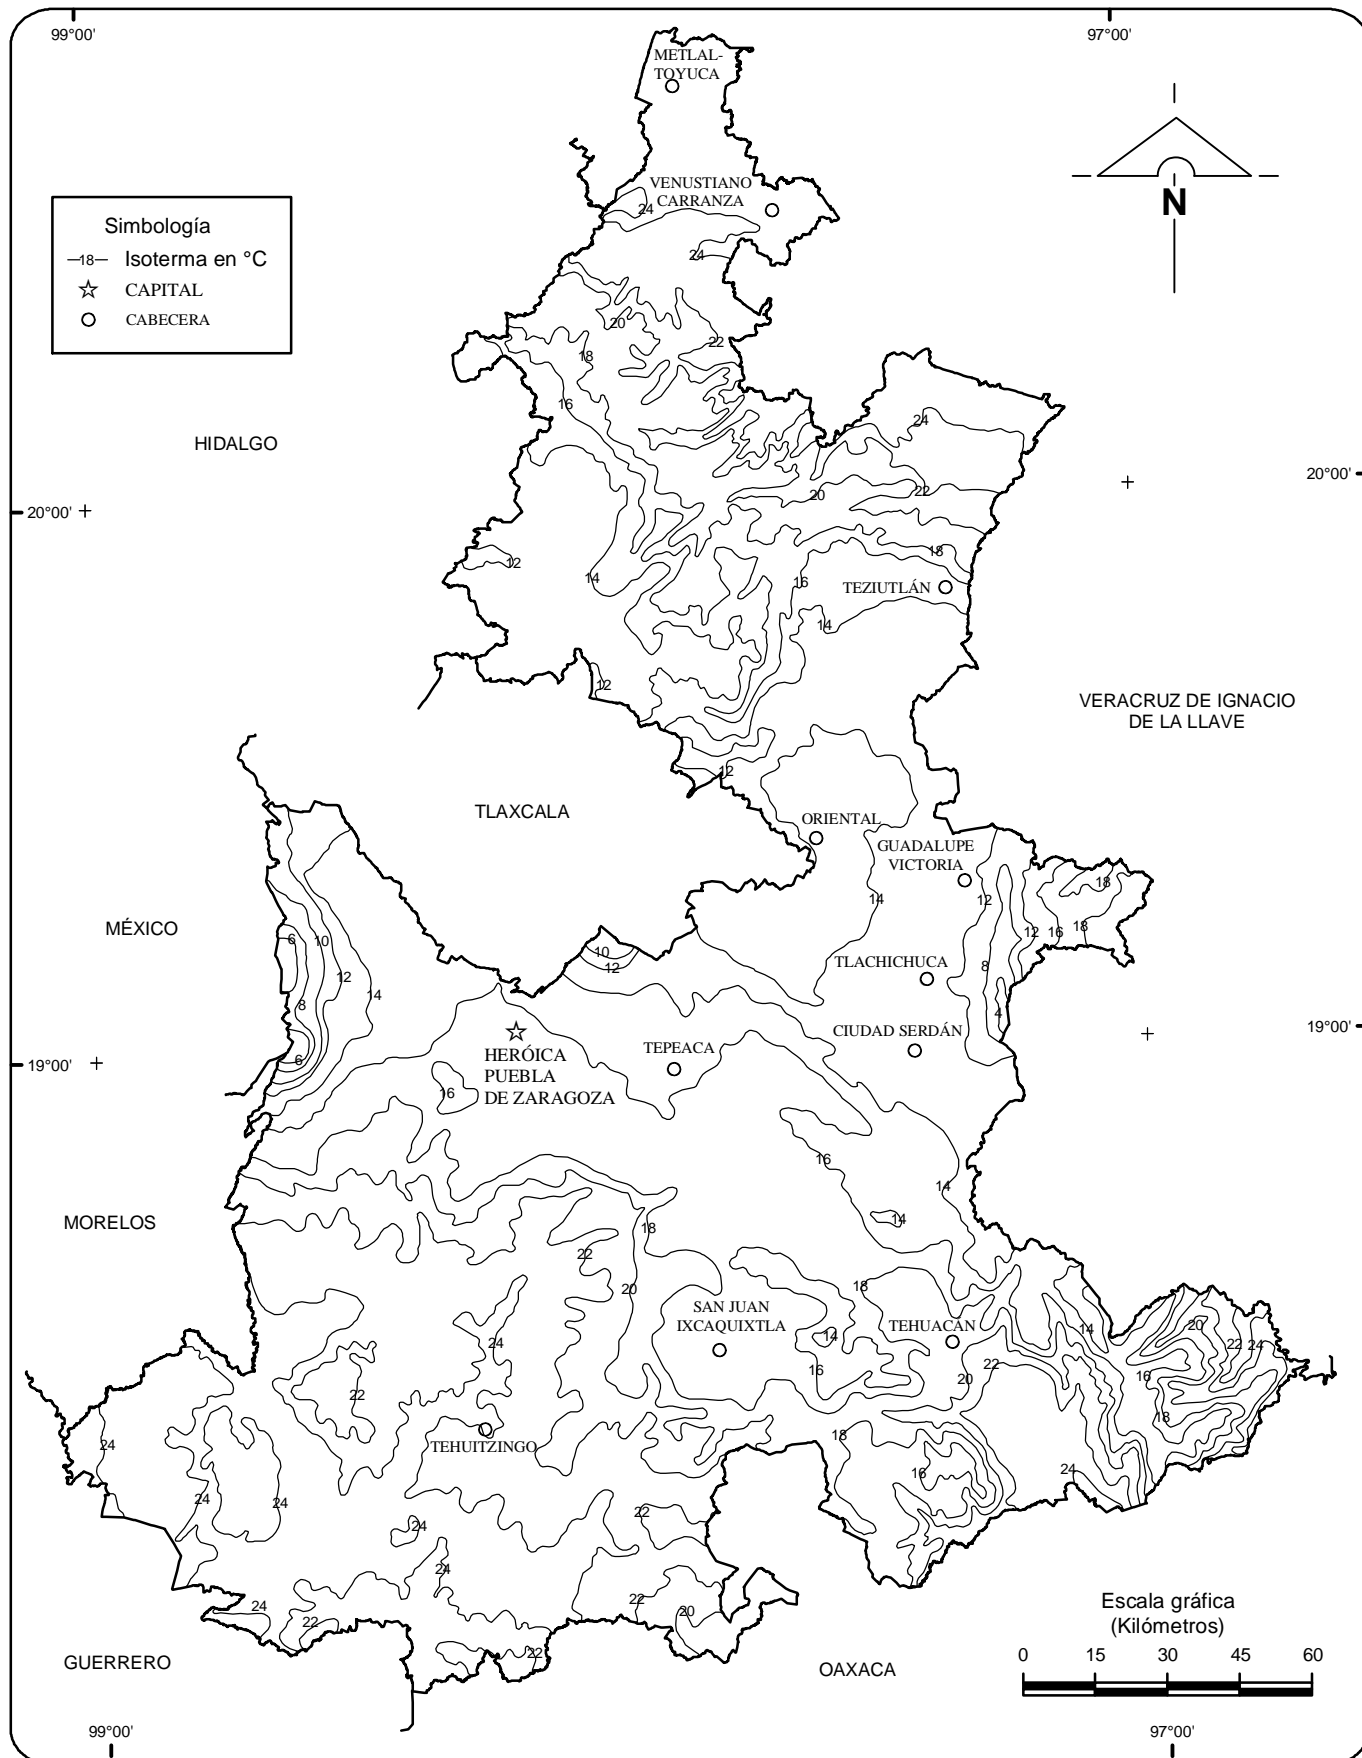 99°00'
97°00'
METLAL-
TOYUCA
VENUSTIANO
CARRANZA
24
24
N
Simbología
18 Isoterma en °C
CAPITAL
CABECERA
20
22
18
16
24
HIDALGO
20°00'
20
22
20°00'
12
14
18
16
TEZIUTLÁN
14
12
VERACRUZ DE IGNACIO
DE LA LLAVE
12
TLAXCALA
ORIENTAL
GUADALUPE
VICTORIA
18
14
12
MÉXICO
6
10
12
16
18
10
12
TLACHICHUCA
8
12
14
8
4
CIUDAD SERDÁN
19°00'
HERÓICA
PUEBLA
DE ZARAGOZA
TEPEACA
6
19°00'
16
16
14
MORELOS
14
18
22
20
18
SAN JUAN
IXCAQUIXTLA
TEHUACÁN
14
20
22
24
24
14
16
20
22
16
22
18
TEHUITZINGO
24
18
16
24
24
24
22
24
24
24
22
22
20
22
GUERRERO
OAXACA
Escala gráfica
(Kilómetros)
0 15 30 45 60
99°00'
97°00'